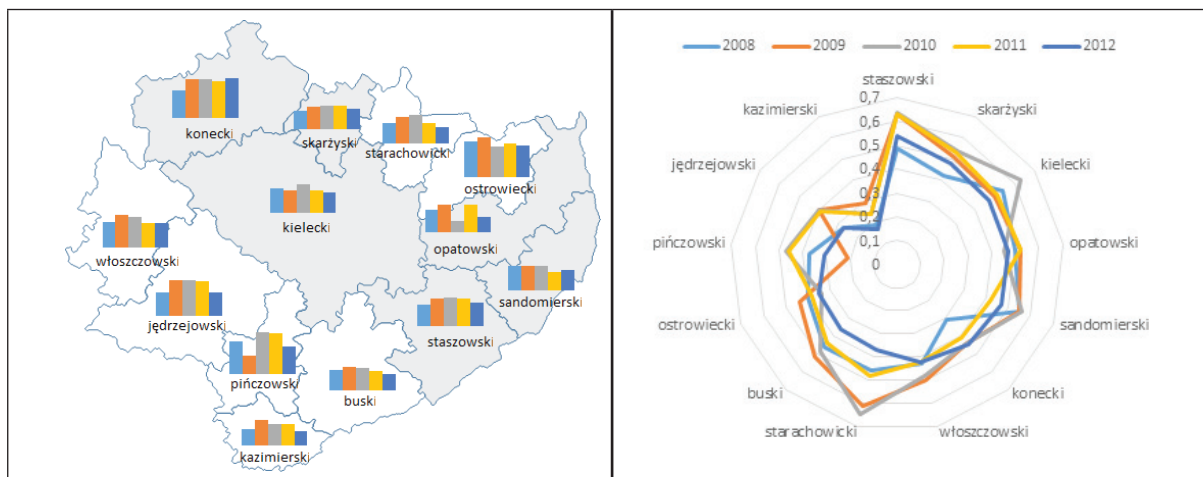 konecki
skarżyski
starachowicki
ostrowiecki
kielecki
opatowski
włoszczowski
sandomierski
jędrzejowski
staszowski
pińczowski
buski
kazimierski
2008 2009 2010 2011 2012
staszowski
0,7
kazimierski skarżyski
0,6
0,5
jędrzejowski kielecki
0,4
0,3
0,2
pińczowski opatowski
0,1
0
ostrowiecki sandomierski
buski konecki
starachowicki włoszczowski